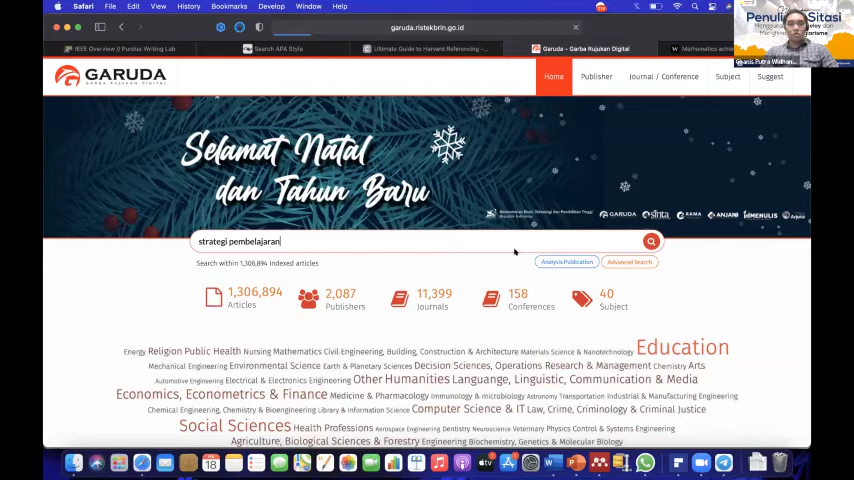 Safari File Edit View History Bookmarks Develop Window Help
garuda.ristekbrin.go.id
IEEE Overview // Purdue Writing Lab
Search APA Style
Ultimate Guide to Harvard Referencing -...
Garuda - Garba Rujukan Digital
Mathematics achie
Penulisan Sitasi
GARUDA
GARBA RUJUKAN DIGITAL
Home Publisher Journal / Conference Subject Suggest
Selamat Natal
dan Tahun Baru
GARUDA sinta RAMA ANJANI Arjuna
strategi pembelajaran
Search within 1,306,894 indexed articles
Analysis Publication Advanced Search
1,306,894 Articles
2,087 Publishers
11,399 Journals
158 Conferences
40 Subject
Energy Religion Public Health Nursing Mathematics Civil Engineering, Building, Construction & Architecture Materials Science & Nanotechnology Education
Mechanical Engineering Environmental Science Earth & Planetary Sciences Decision Sciences, Operations Research & Management Chemistry Arts
Automotive Engineering Electrical & Electronics Engineering Other Humanities Languange, Linguistic, Communication & Media
Economics, Econometrics & Finance Medicine & Pharmacology Immunology & microbiology Astronomy Transportation Industrial & Manufacturing Engineering
Chemical Engineering, Chemistry & Bioengineering Library & Information Science Computer Science & IT Law, Crime, Criminology & Criminal Justice
Social Sciences Health Professions Aerospace Engineering Dentistry Neuroscience Veterinary Physics Control & Systems Engineering
Agriculture, Biological Sciences & Forestry Engineering Biochemistry, Genetics & Molecular Biology
18